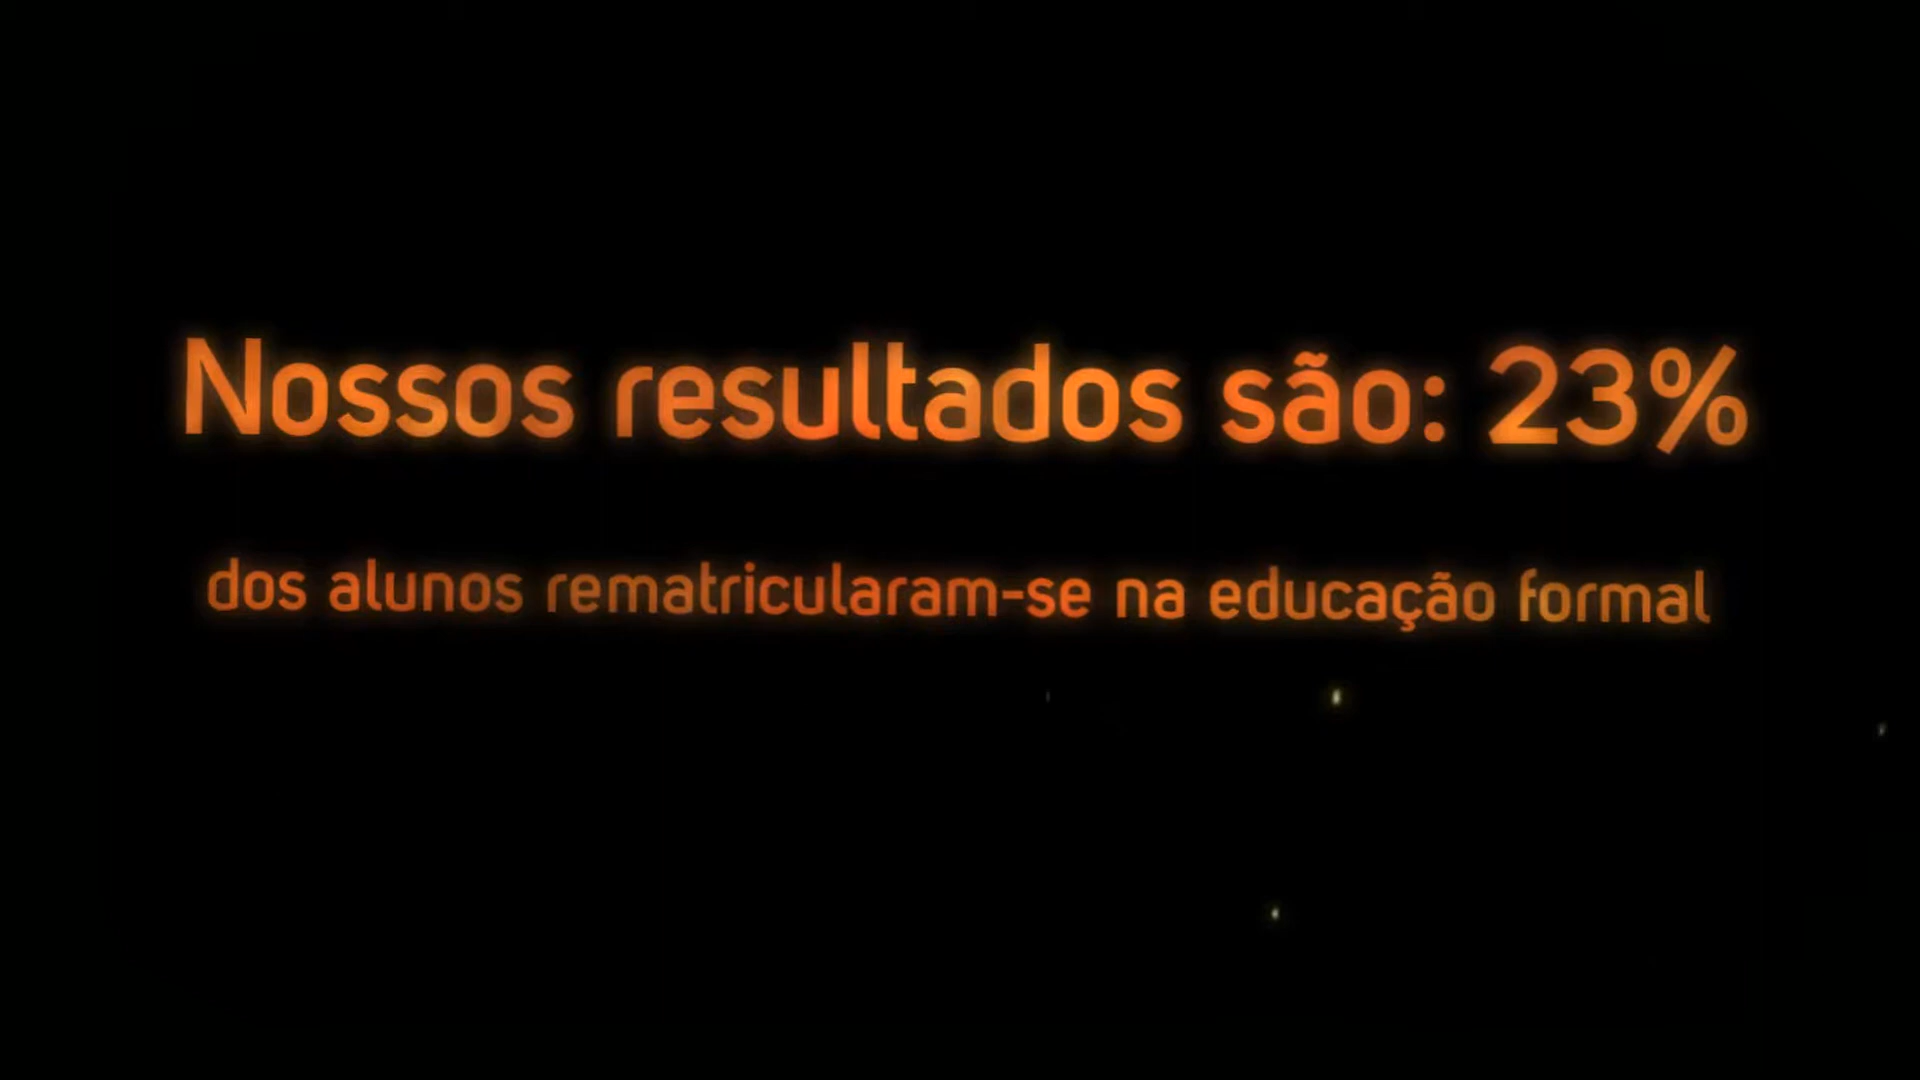 Nossos resultados são: 23%
dos alunos rematricularam-se na educação formal